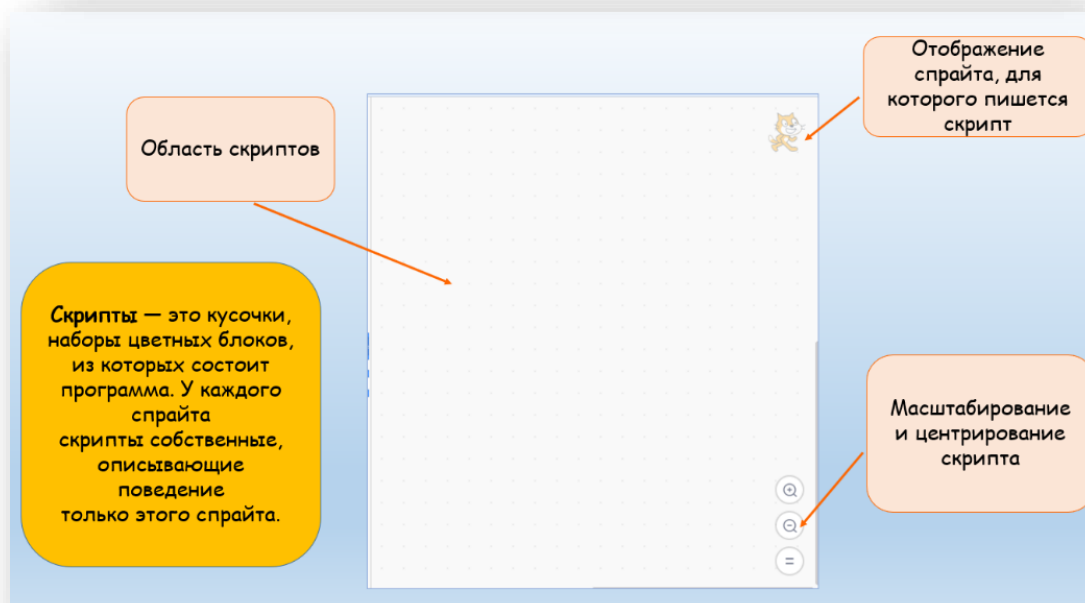 Отображение
спрайта, для
которого пишется
скрипт
Область скриптов
Скрипты — это кусочки,
наборы цветных блоков,
из которых состоит
программа. У каждого
спрайта
скрипты собственные,
описывающие
поведение
только этого спрайта.
Масштабирование
и центрирование
скрипта
=